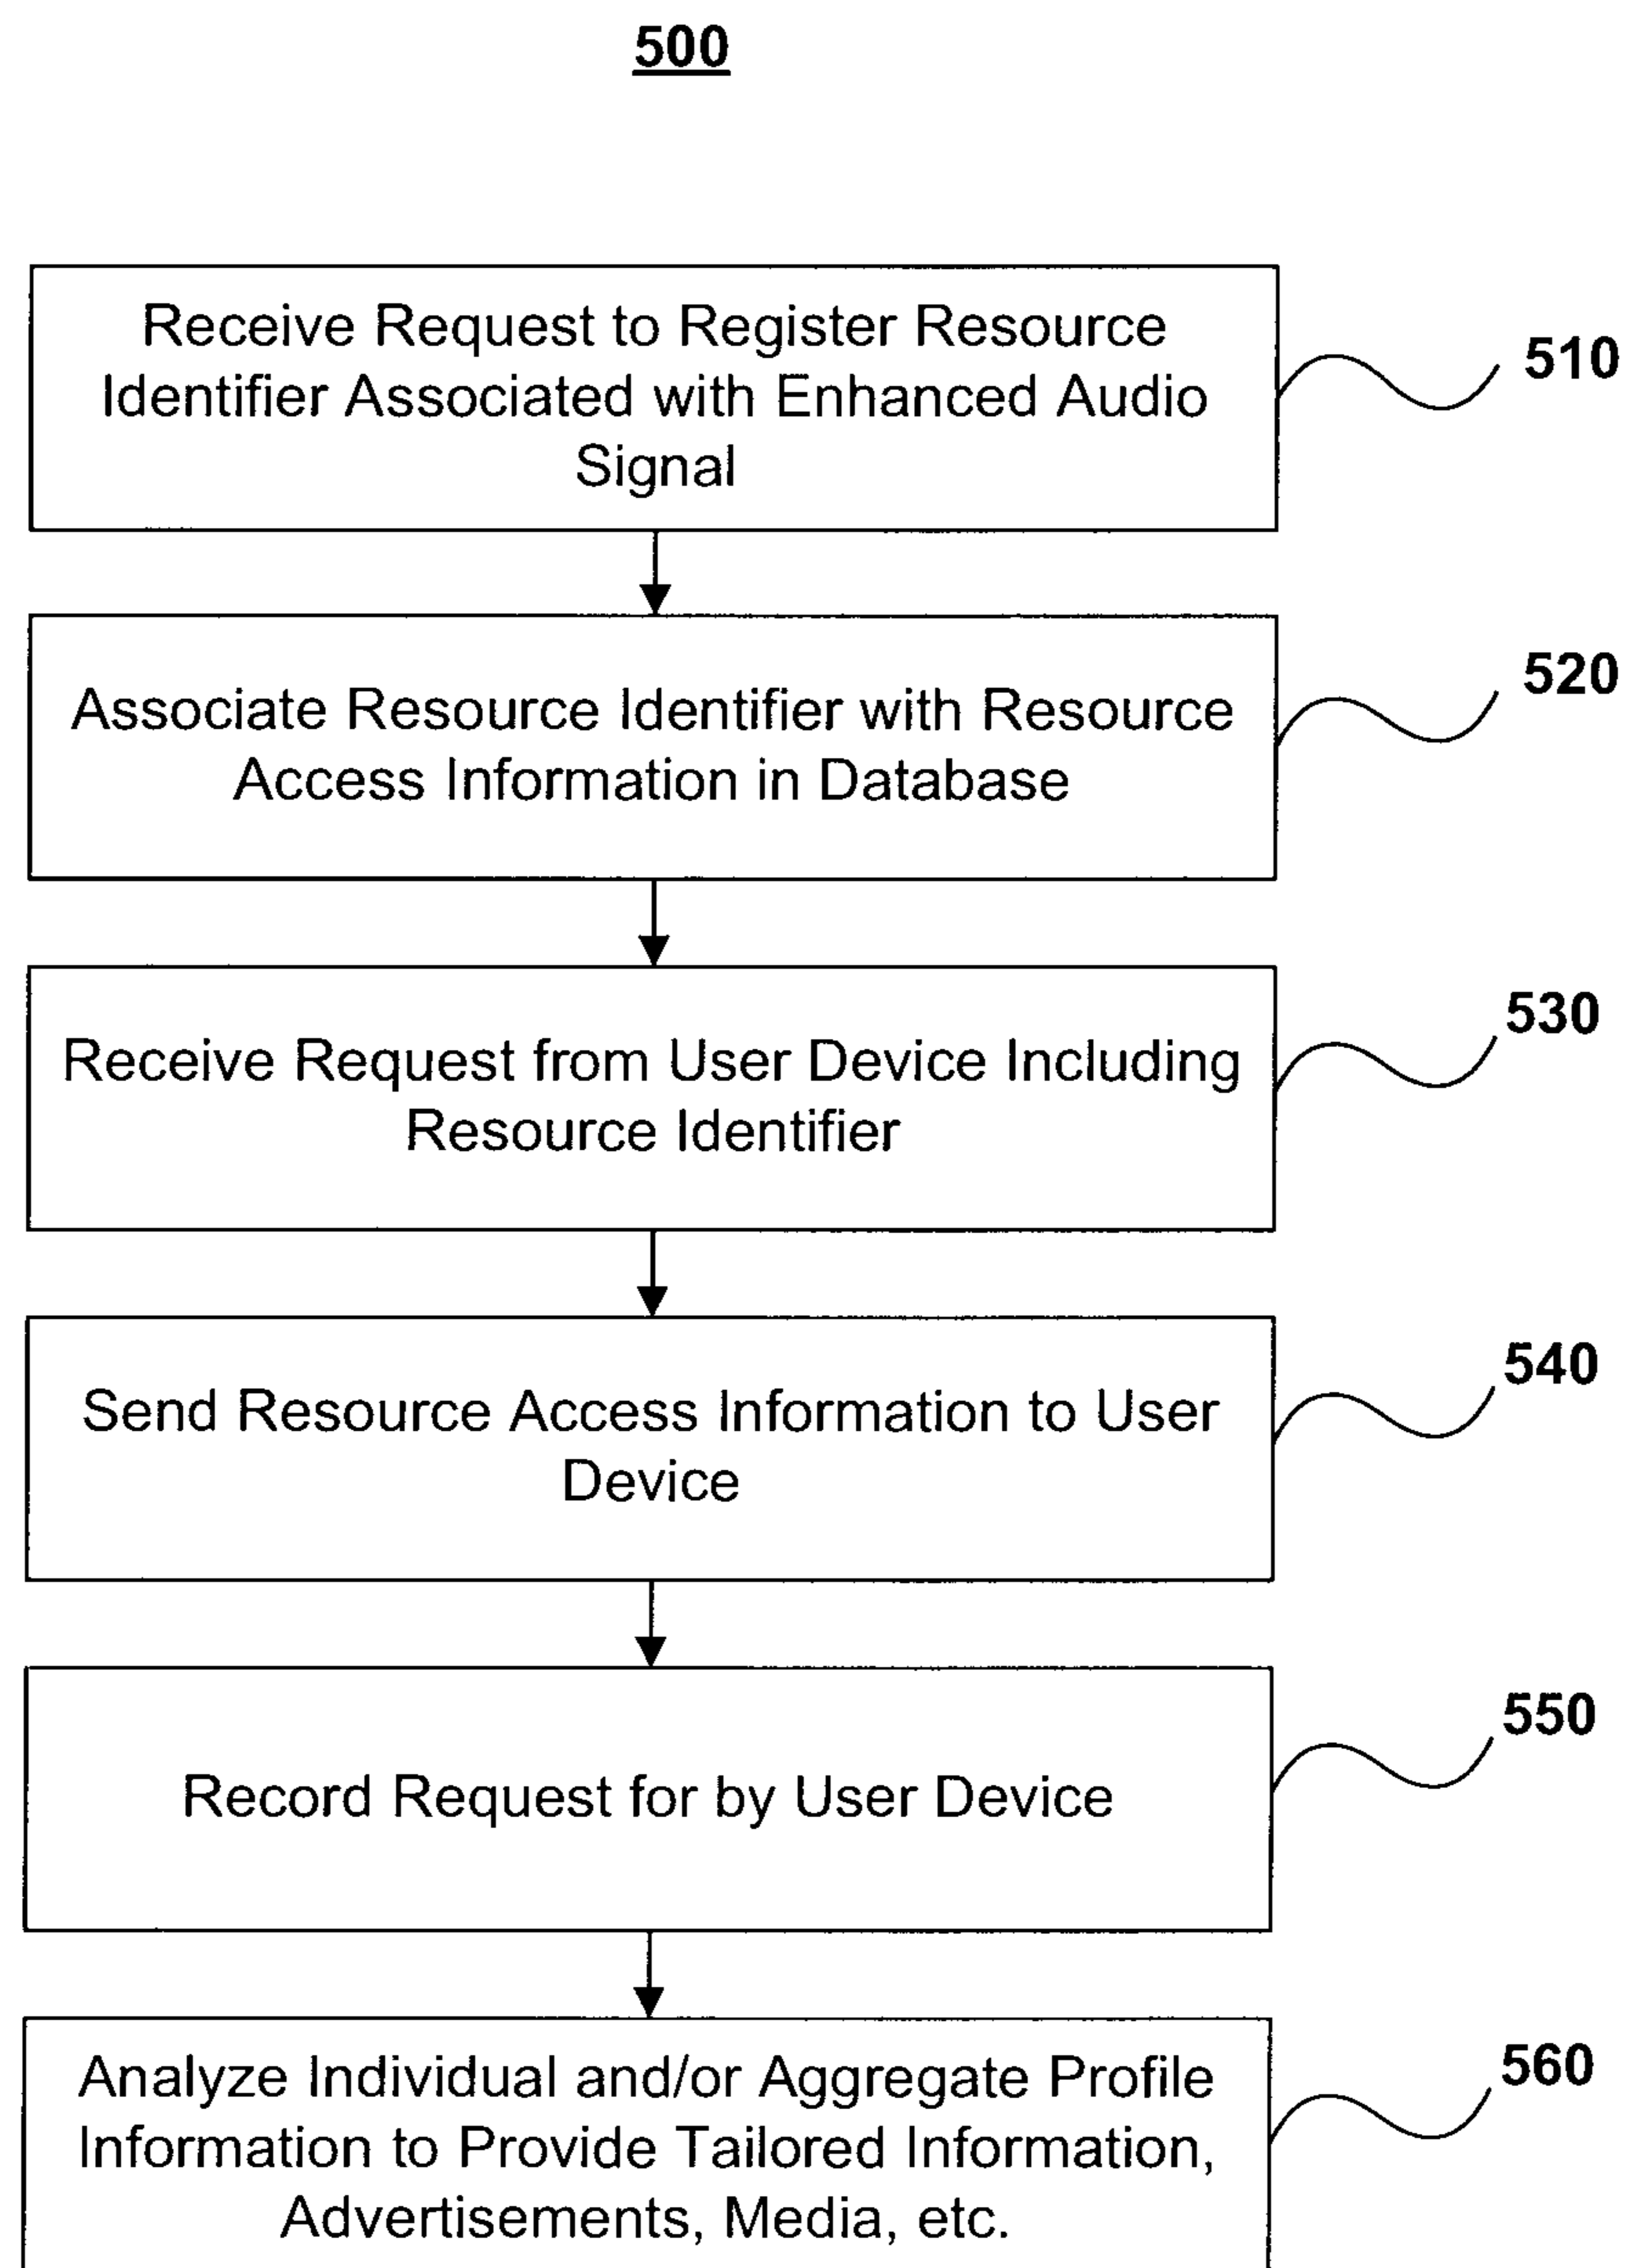 500
Receive Request to Register Resource
Identifier Associated with Enhanced Audio
Signal
510
Associate Resource Identifier with Resource
Access Information in Database
520
Receive Request from User Device Including
Resource Identifier
530
Send Resource Access Information to User
Device
540
Record Request for by User Device
550
Analyze Individual and/or Aggregate Profile
Information to Provide Tailored Information,
Advertisements, Media, etc.
560